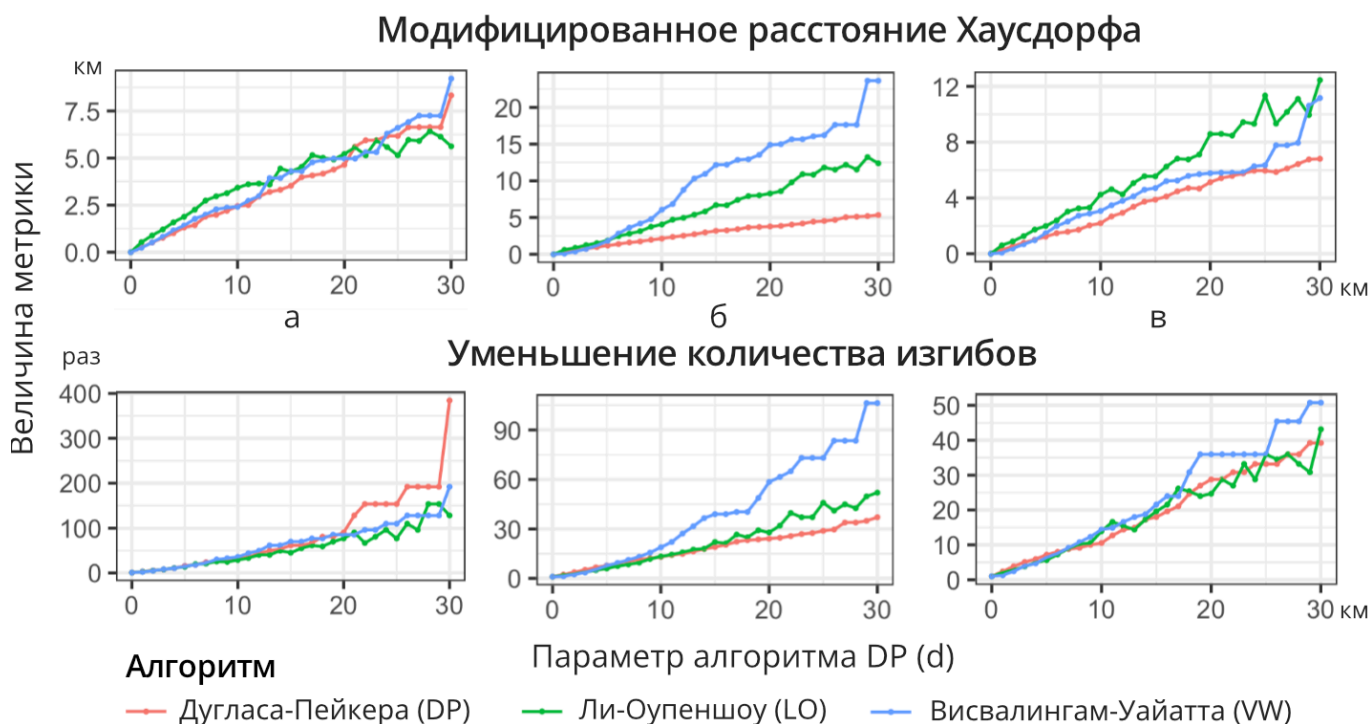 Модифицированное расстояние Хаусдорфа
Величина метрики
км
7.5
5.0
2.5
0.0
0 10 20 30
а
20
15
10
5
0
0 10 20 30
б
12
8
4
0
0 10 20 30 км
в
Уменьшение количества изгибов
раз
400
300
200
100
0
0 10 20 30
90
60
30
0
0 10 20 30
50
40
30
20
10
0
0 10 20 30 км
Параметр алгоритма DP (d)
Алгоритм
Дугласа-Пейкера (DP) Ли-Оупеншоу (LO) Висвалингам-Уайатта (VW)